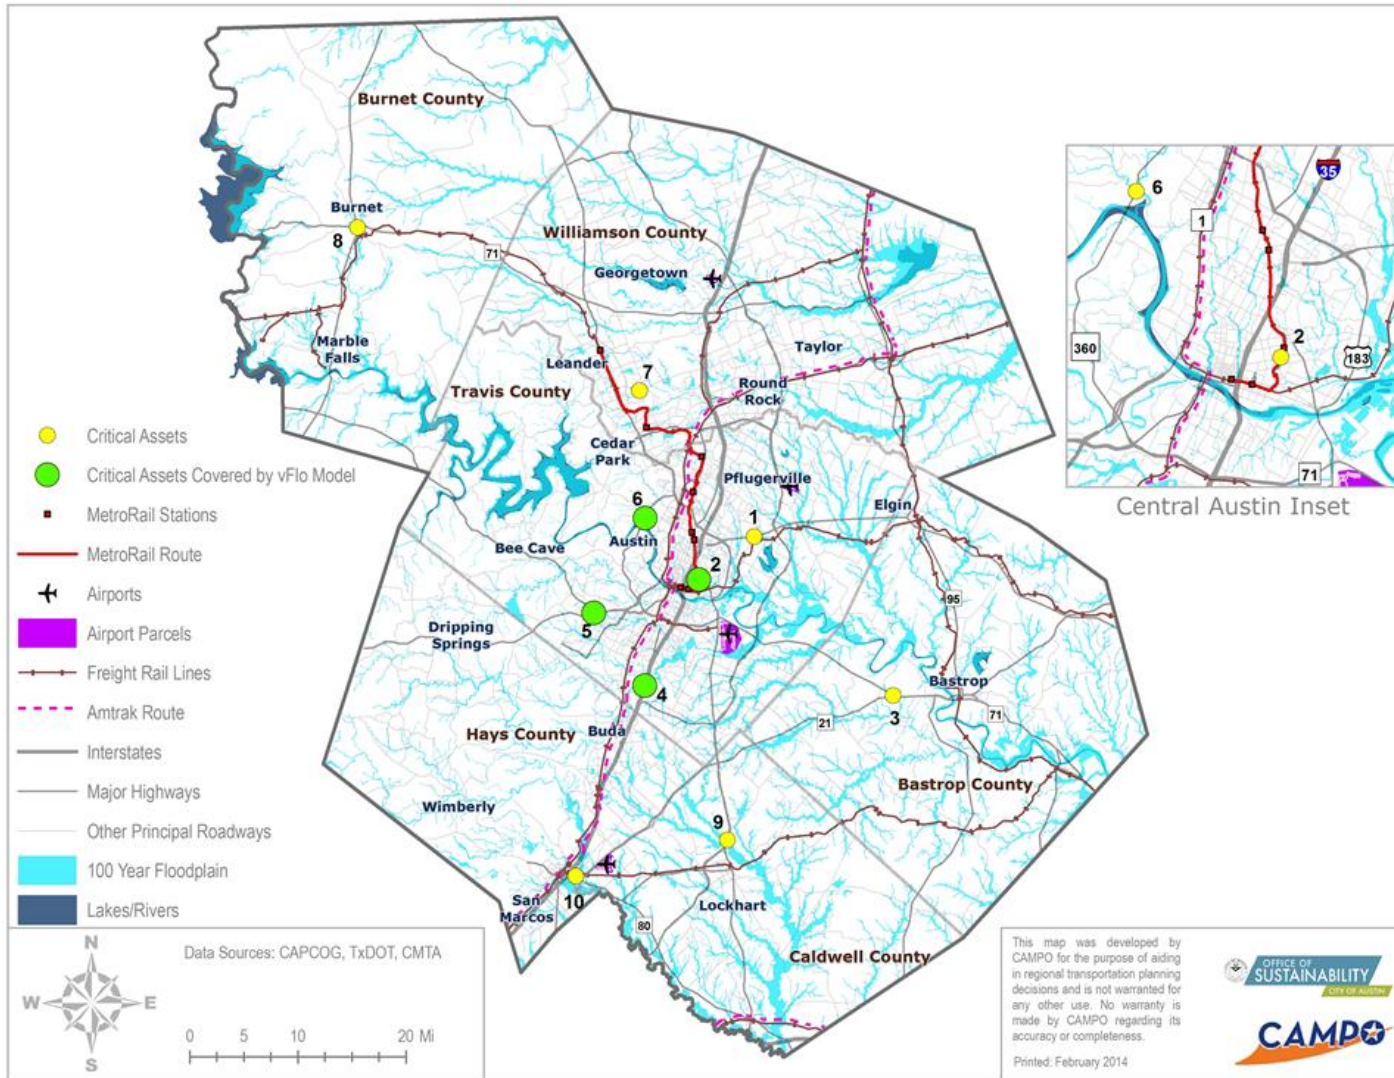 Burnet County
Burnet
8
71
Williamson County
Georgetown
Marble
Falls
Leander
Taylor
Travis County
7
Round
Rock
Cedar
Park
Pflugerville
6
Austin
1
Elgin
Bee Cave
2
95
5
Dripping
Springs
Bastrop
4
3
71
21
Hays County
Buda
Bastrop County
Wimberly
9
San
Marcos
10
Lockhart
80
Caldwell County
6
35
1
360
2
183
71
Central Austin Inset
Critical Assets
Critical Assets Covered by vFlo Model
MetroRail Stations
MetroRail Route
Airports
Airport Parcels
Freight Rail Lines
Amtrak Route
Interstates
Major Highways
Other Principal Roadways
100 Year Floodplain
Lakes/Rivers
N
W
E
S
Data Sources: CAPCOG, TxDOT, CMTA
0 5 10 20 Mi
This map was developed by
CAMPO for the purpose of aiding
in regional transportation planning
decisions and is not warranted for
any other use. No warranty is
made by CAMPO regarding its
accuracy or completeness.
Printed: February 2014
OFFICE OF
SUSTAINABILITY
CITY OF AUSTIN
CAMPO